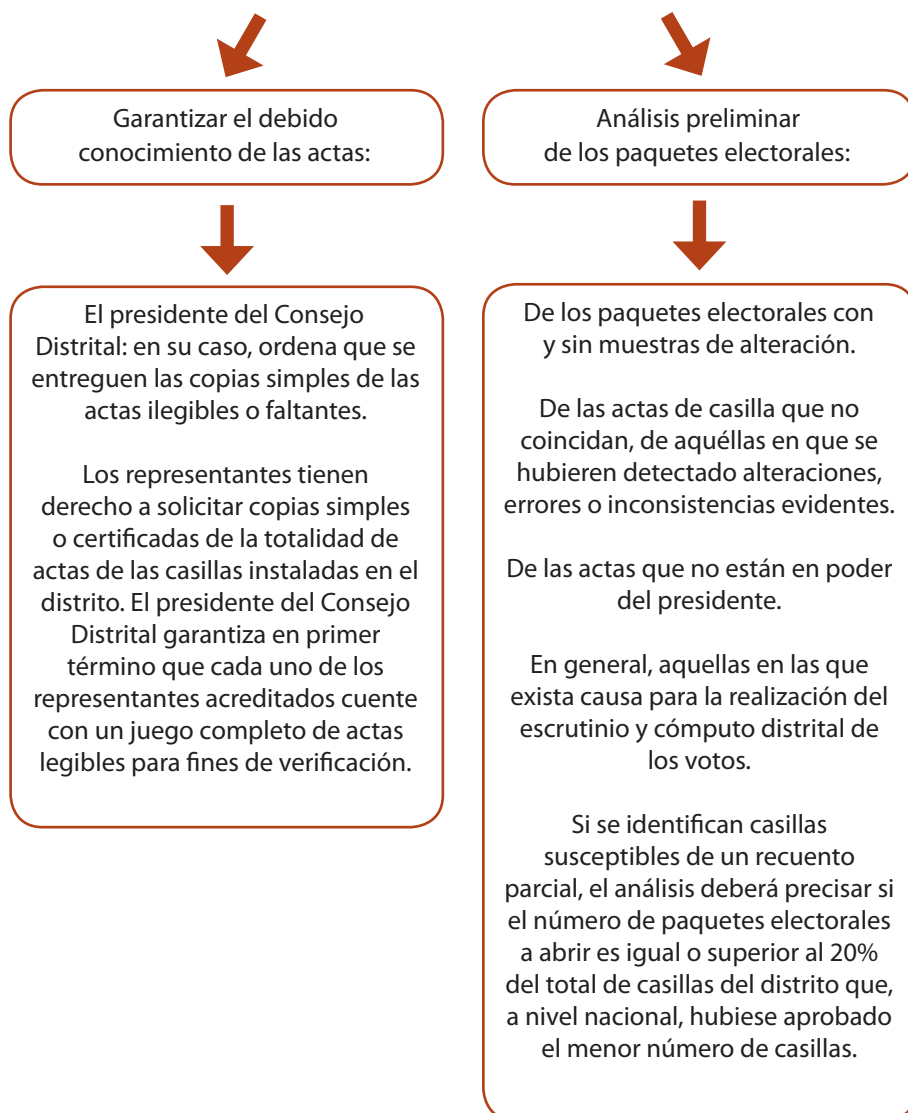 Garantizar el debido
conocimiento de las actas:
El presidente del Consejo
Distrital: en su caso, ordena que se
entreguen las copias simples de las
actas ilegibles o faltantes.
Los representantes tienen
derecho a solicitar copias simples
o certificadas de la totalidad de
actas de las casillas instaladas en el
distrito. El presidente del Consejo
Distrital garantiza en primer
término que cada uno de los
representantes acreditados cuente
con un juego completo de actas
legibles para fines de verificación.
Análisis preliminar
de los paquetes electorales:
De los paquetes electorales con
y sin muestras de alteración.
De las actas de casilla que no
coincidan, de aquéllas en que se
hubieren detectado alteraciones,
errores o inconsistencias evidentes.
De las actas que no están en poder
del presidente.
En general, aquellas en las que
exista causa para la realización del
escrutinio y cómputo distrital de
los votos.
Si se identifican casillas
susceptibles de un recuento
parcial, el análisis deberá precisar si
el número de paquetes electorales
a abrir es igual o superior al 20%
del total de casillas del distrito que,
a nivel nacional, hubiese aprobado
el menor número de casillas.